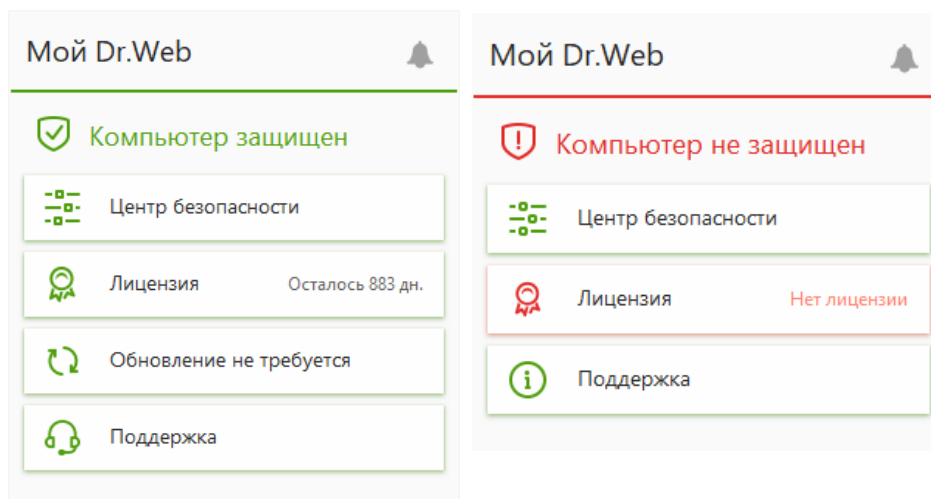 Мой Dr.Web
Компьютер защищен
Центр безопасности
Лицензия Осталось 883 дн.
Обновление не требуется
Поддержка
Мой Dr.Web
Компьютер не защищен
Центр безопасности
Лицензия Нет лицензии
Поддержка